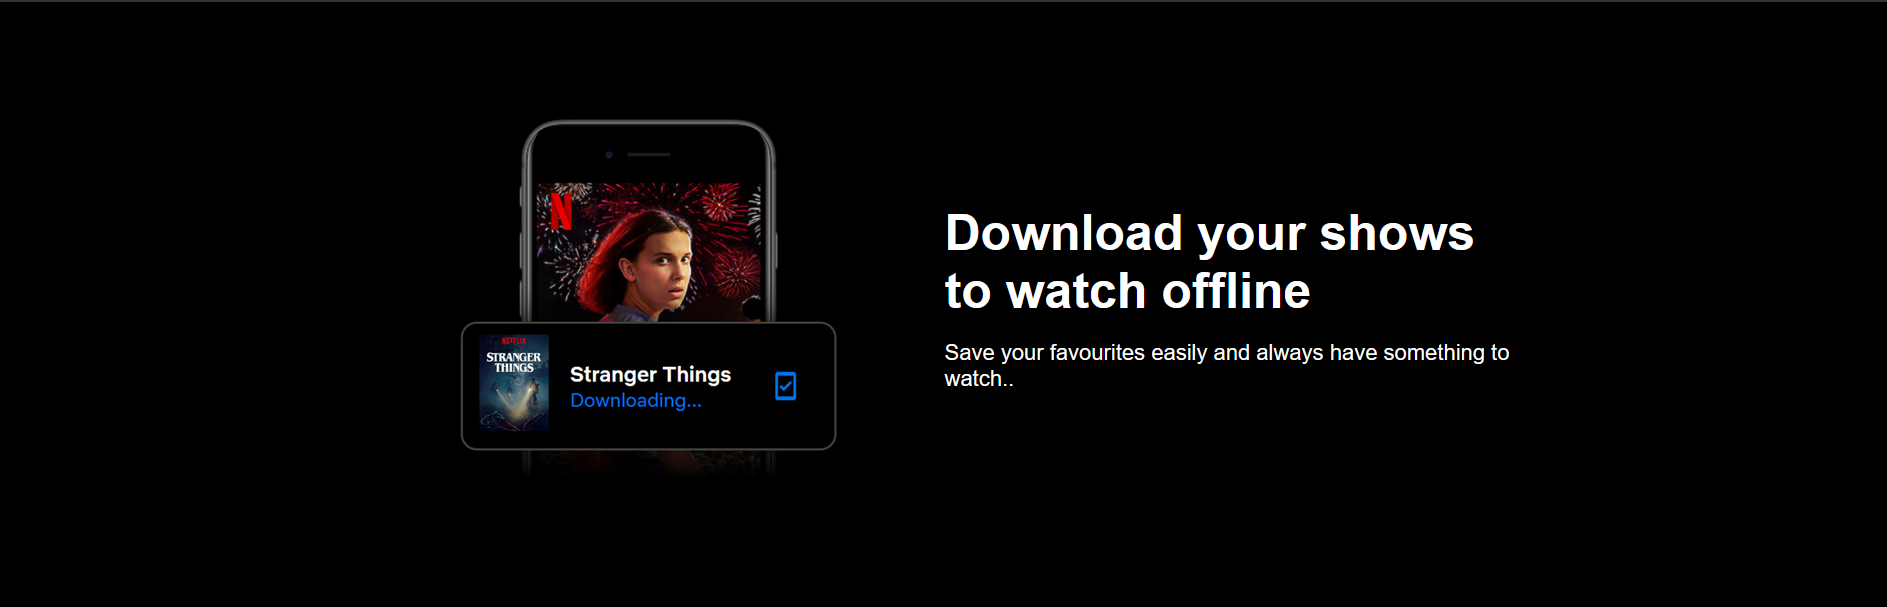 N
NETFLIX
STRANGER
THINGS
Stranger Things
Downloading...
Download your shows
to watch offline
Save your favourites easily and always have something to
watch..